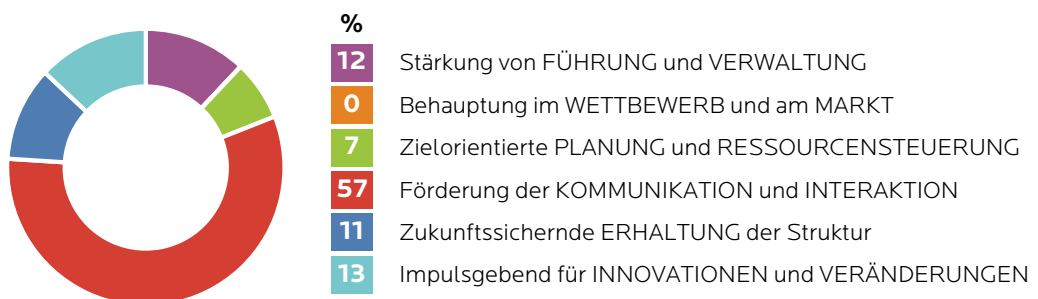 %
12 Stärkung von FÜHRUNG und VERWALTUNG
0 Behauptung im WETTBEWERB und am MARKT
7 Zielorientierte PLANUNG und RESSOURCENSTEUERUNG
57 Förderung der KOMMUNIKATION und INTERAKTION
11 Zukunftssichernde ERHALTUNG der Struktur
13 Impulsgebend für INNOVATIONEN und VERÄNDERUNGEN